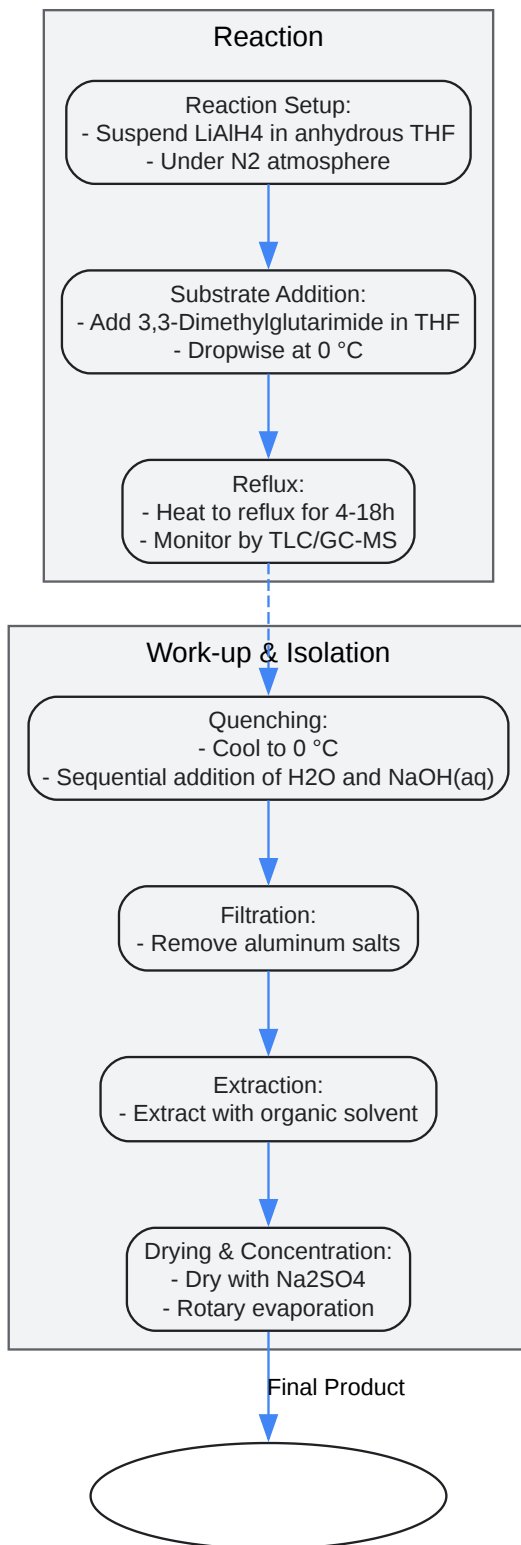 Reaction
Reaction Setup:
- Suspend LiAlH4 in anhydrous THF
- Under N2 atmosphere
Substrate Addition:
- Add 3,3-Dimethylglutarimide in THF
- Dropwise at 0 °C
Reflux:
- Heat to reflux for 4-18h
- Monitor by TLC/GC-MS
Work-up & Isolation
Quenching:
- Cool to 0 °C
- Sequential addition of H2O and NaOH(aq)
Filtration:
- Remove aluminum salts
Extraction:
- Extract with organic solvent
Drying & Concentration:
- Dry with Na2SO4
- Rotary evaporation
Final Product